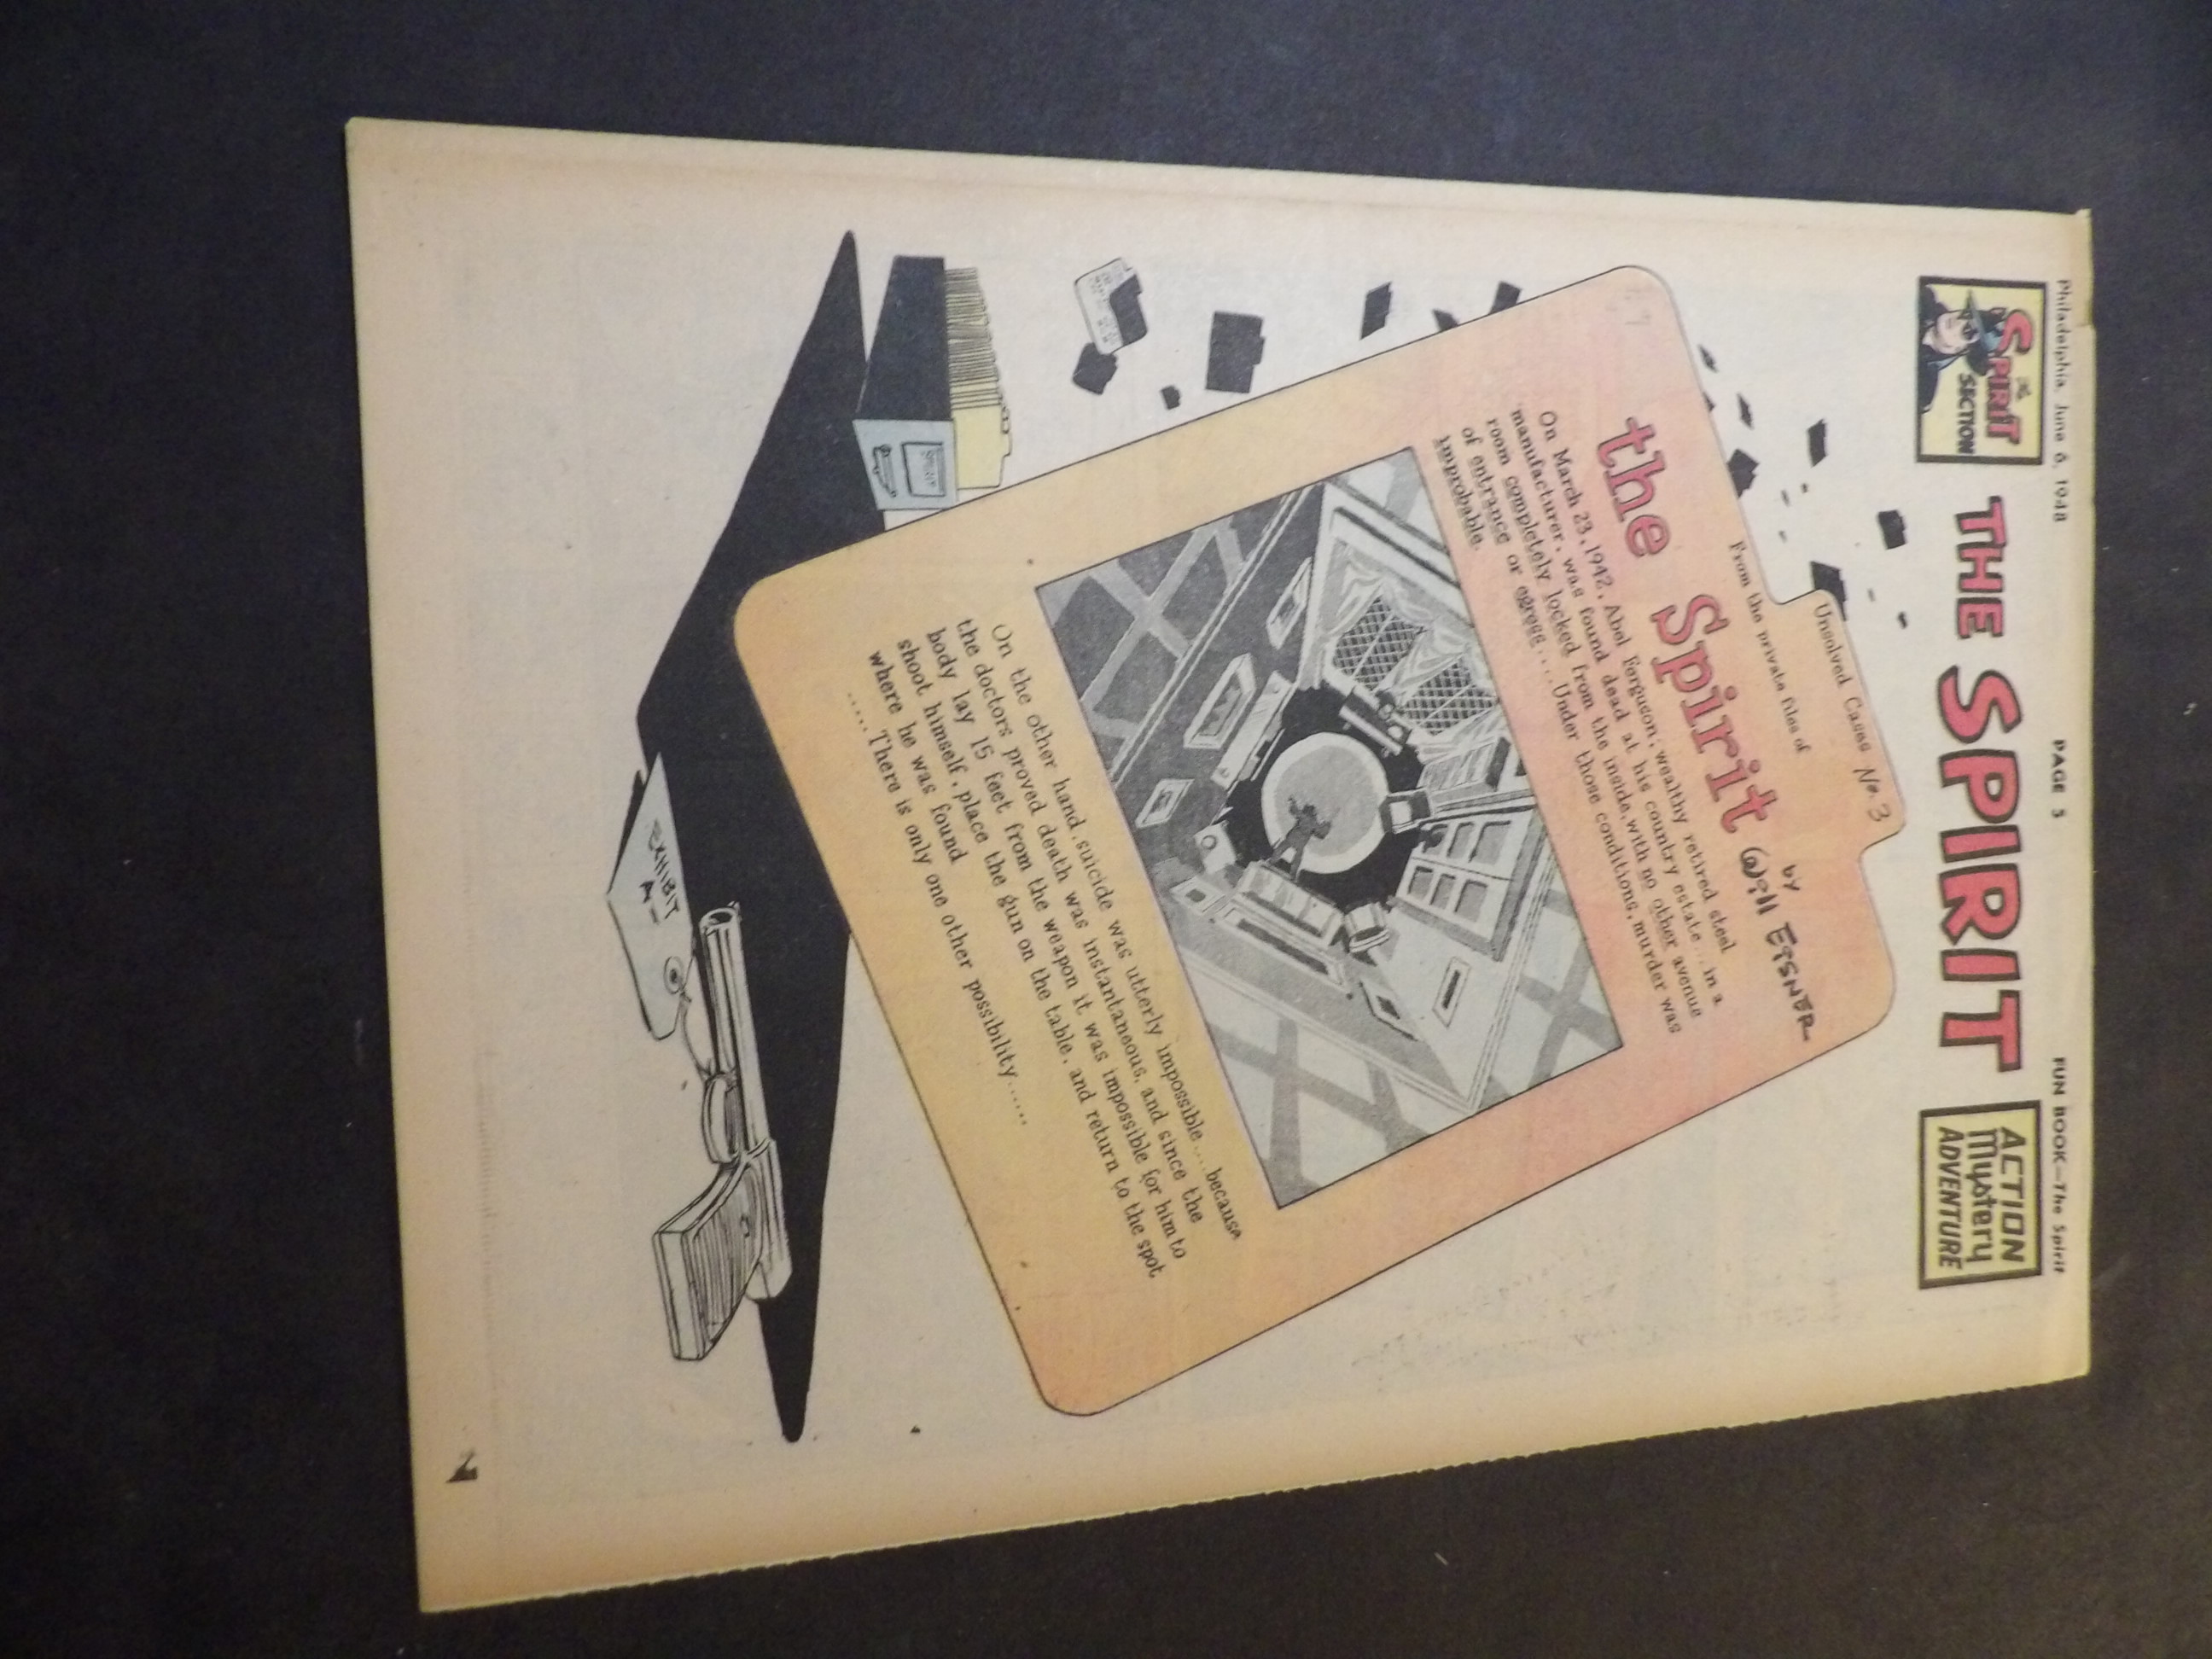 Philadelphia, June 6, 1948
PAGE 5
FUN BOOK—The Spirit
THE SPIRIT SECTION
THE SPIRIT
ACTION
Mystery
ADVENTURE
Unsolved Cases No. 3
From the private files of
the Spirit
by
Will Eisner
On March 23, 1942, Abel Ferguson, wealthy retired steel
manufacturer, was found dead at his country estate... in a
room completely locked from the inside, with no other avenue
of entrance or egress.... Under those conditions, murder was
improbable.
On the other hand, suicide was utterly impossible.... because
the doctors proved death was instantaneous, and since the
body lay 15 feet from the weapon it was impossible for him to
shoot himself, place the gun on the table, and return to the spot
where he was found.
.....There is only one other possibility......
EXHIBIT
A-